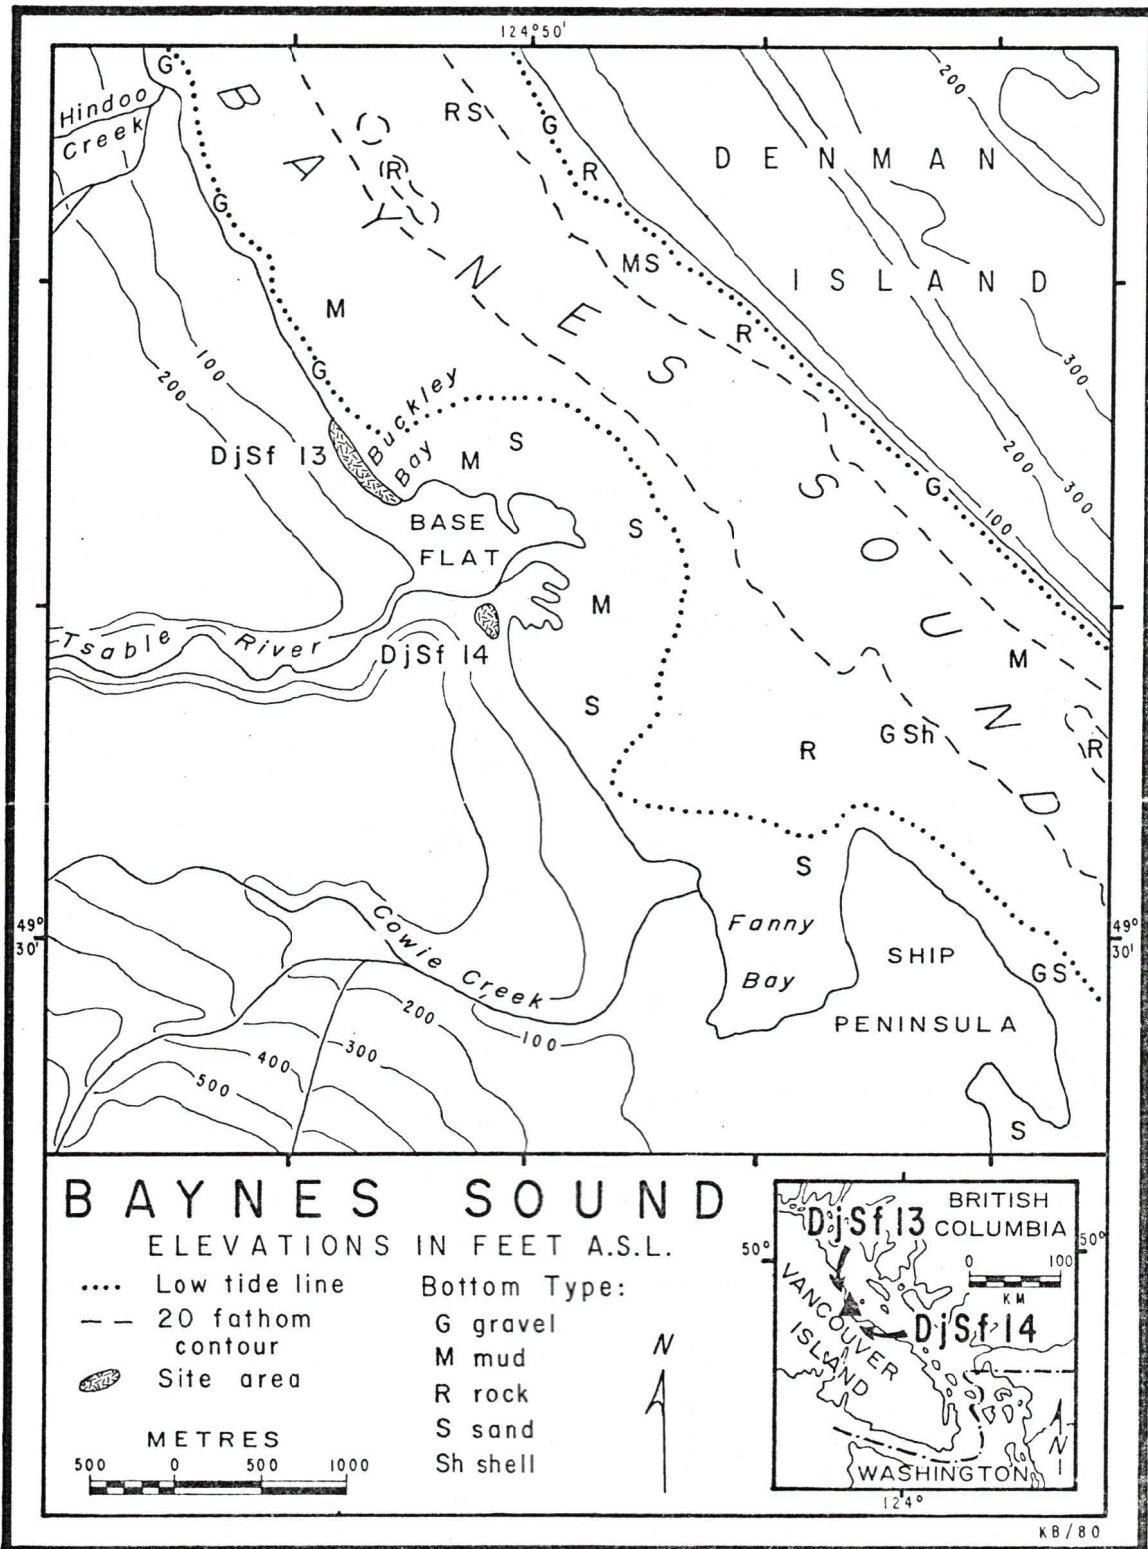 124°50'
Hindoo
Creek
G
BAYNES SOUND
RS
G
R
(R)
200
DENMAN
ISLAND
G
MS
M
R
G
100
200
300
Buckley
Bay
DjSf 13
S
M
BASE
FLAT
S
G
100
200
300
M
Tsable River
DjSf 14
M
S
R
GSh
R
S
49°
30'
Cowie Creek
Fanny
Bay
SHIP
PENINSULA
GS
49°
30'
200
100
300
400
500
S
BAYNES SOUND
ELEVATIONS IN FEET A.S.L.
Low tide line
20 fathom
contour
Site area
METRES
500 0 500 1000
Bottom Type:
G gravel
M mud
R rock
S sand
Sh shell
N
BRITISH
COLUMBIA
DjSf 13
50°
50°
0 100
KM
VANCOUVER
ISLAND
DjSf 14
N
WASHINGTON
124°
KB/80